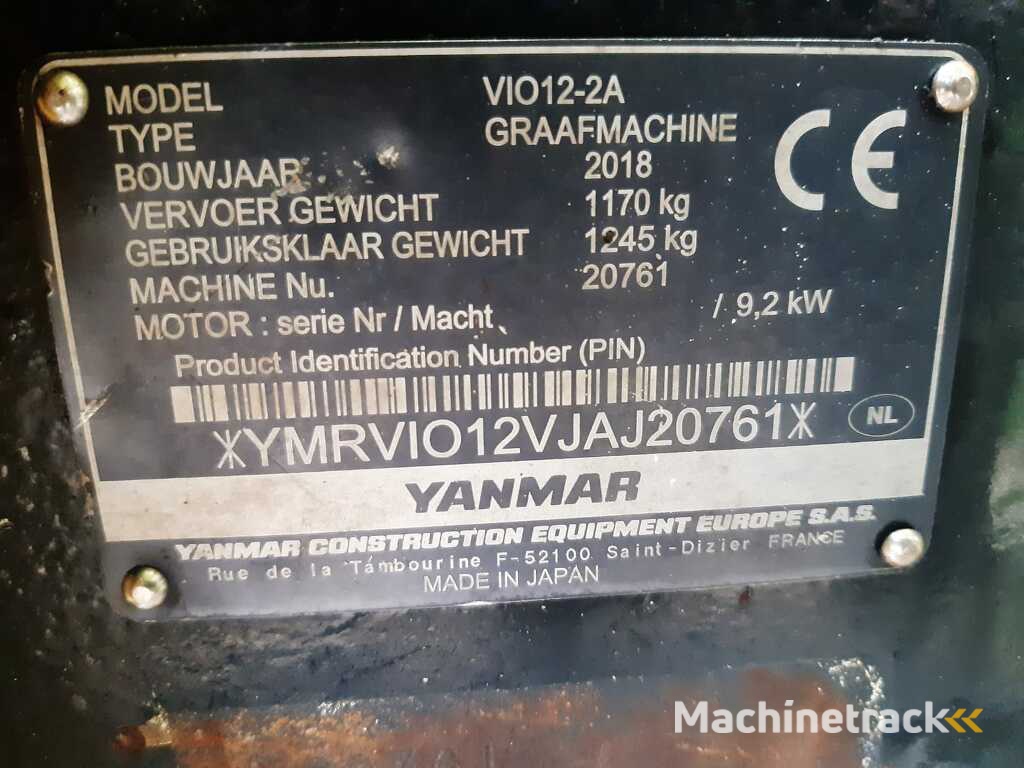 MODEL VIO12-2A
TYPE GRAAFMACHINE
BOUWJAAR 2018
VERVOER GEWICHT 1170 kg
GEBRUIKSKLAAR GEWICHT 1245 kg
MACHINE Nu. 20761
MOTOR : serie Nr / Macht / 9,2 kW
CE
Product Identification Number (PIN)
*YMRVIO12VJAJ20761*
NL
YANMAR
YANMAR CONSTRUCTION EQUIPMENT EUROPE S.A.S.
Rue de la Tambourine F-52100 Saint-Dizier FRANCE
MADE IN JAPAN
Machinetrack